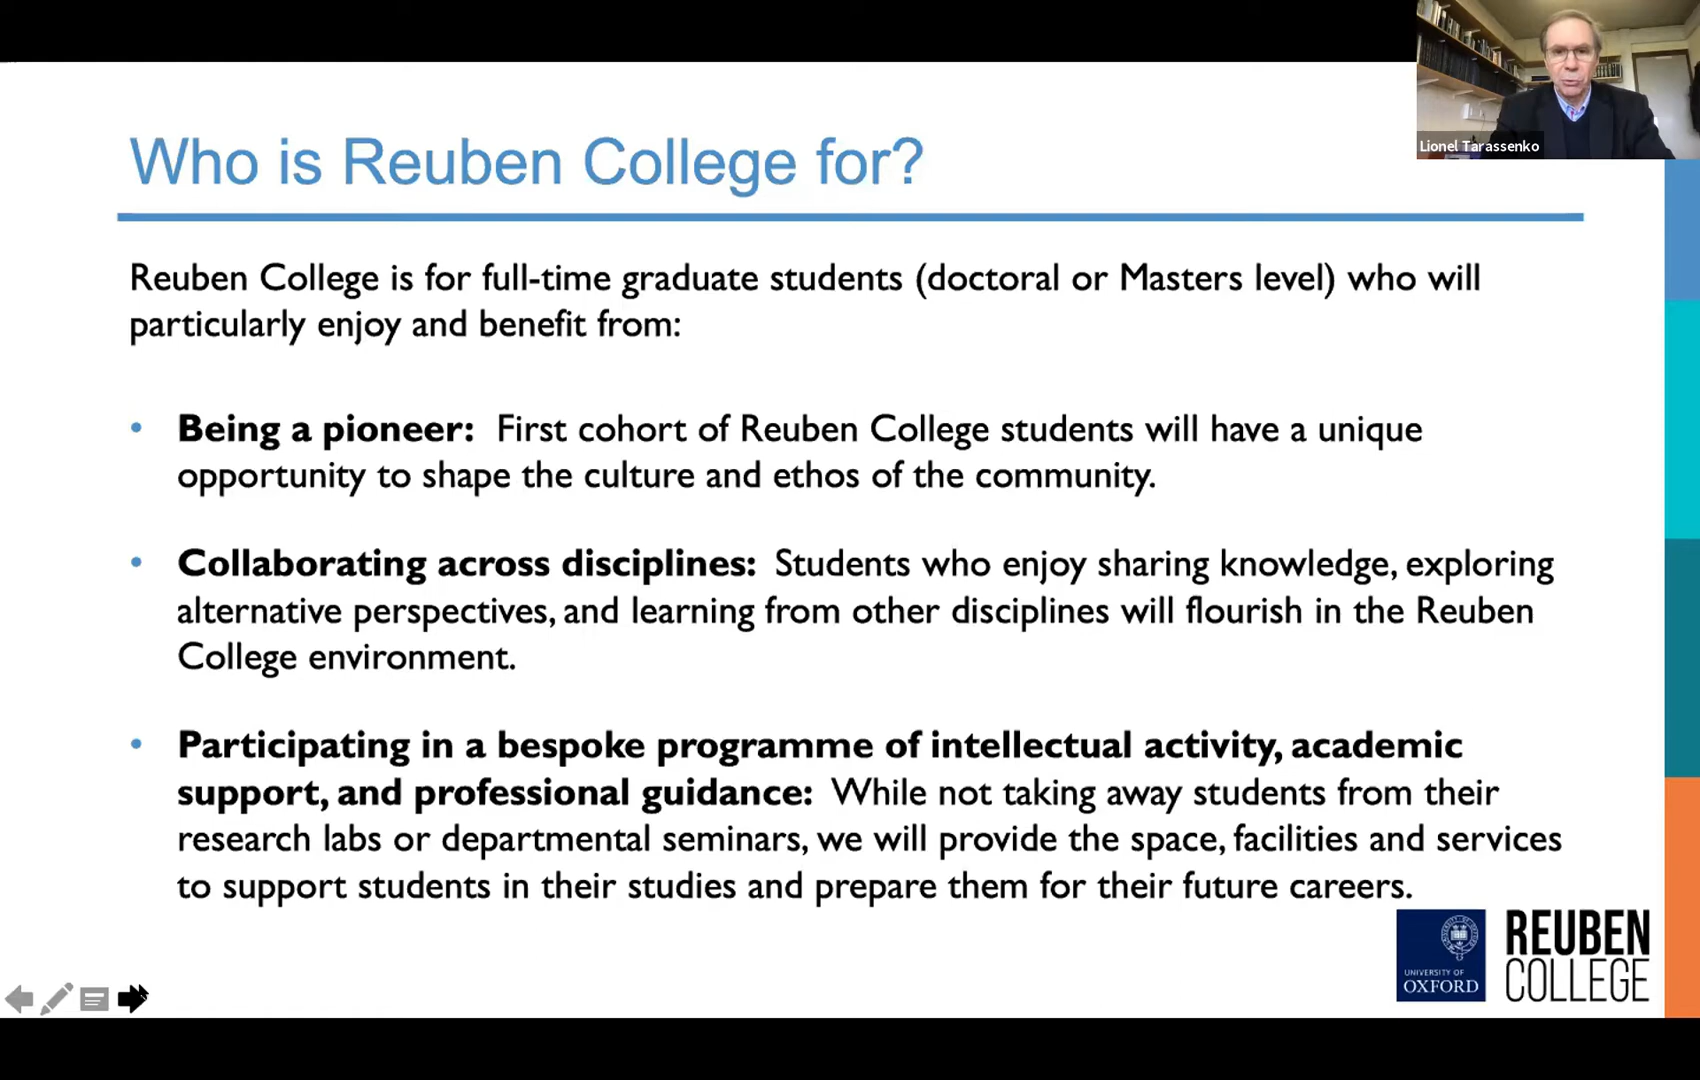 Lionel Tarassenko
Who is Reuben College for?
Reuben College is for full-time graduate students (doctoral or Masters level) who will
particularly enjoy and benefit from:
• Being a pioneer: First cohort of Reuben College students will have a unique
opportunity to shape the culture and ethos of the community.
• Collaborating across disciplines: Students who enjoy sharing knowledge, exploring
alternative perspectives, and learning from other disciplines will flourish in the Reuben
College environment.
• Participating in a bespoke programme of intellectual activity, academic
support, and professional guidance: While not taking away students from their
research labs or departmental seminars, we will provide the space, facilities and services
to support students in their studies and prepare them for their future careers.
UNIVERSITY OF
OXFORD
REUBEN
COLLEGE